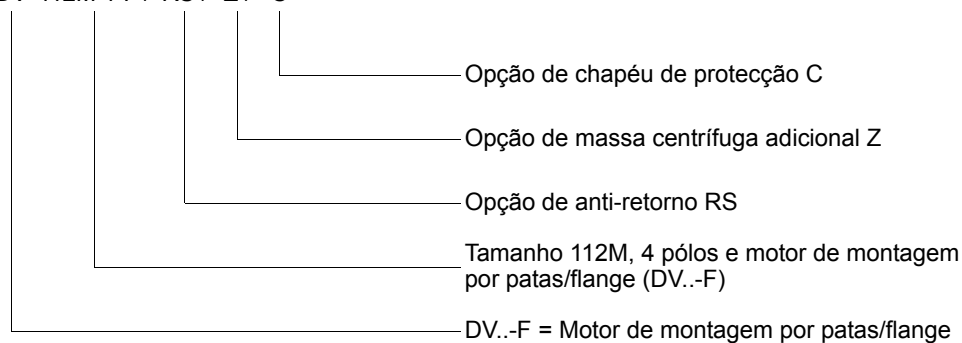 Opção de chapéu de protecção C
Opção de massa centrífuga adicional Z
Opção de anti-retorno RS
Tamanho 112M, 4 pólos e motor de montagem
por patas/flange (DV..-F)
DV..-F = Motor de montagem por patas/flange